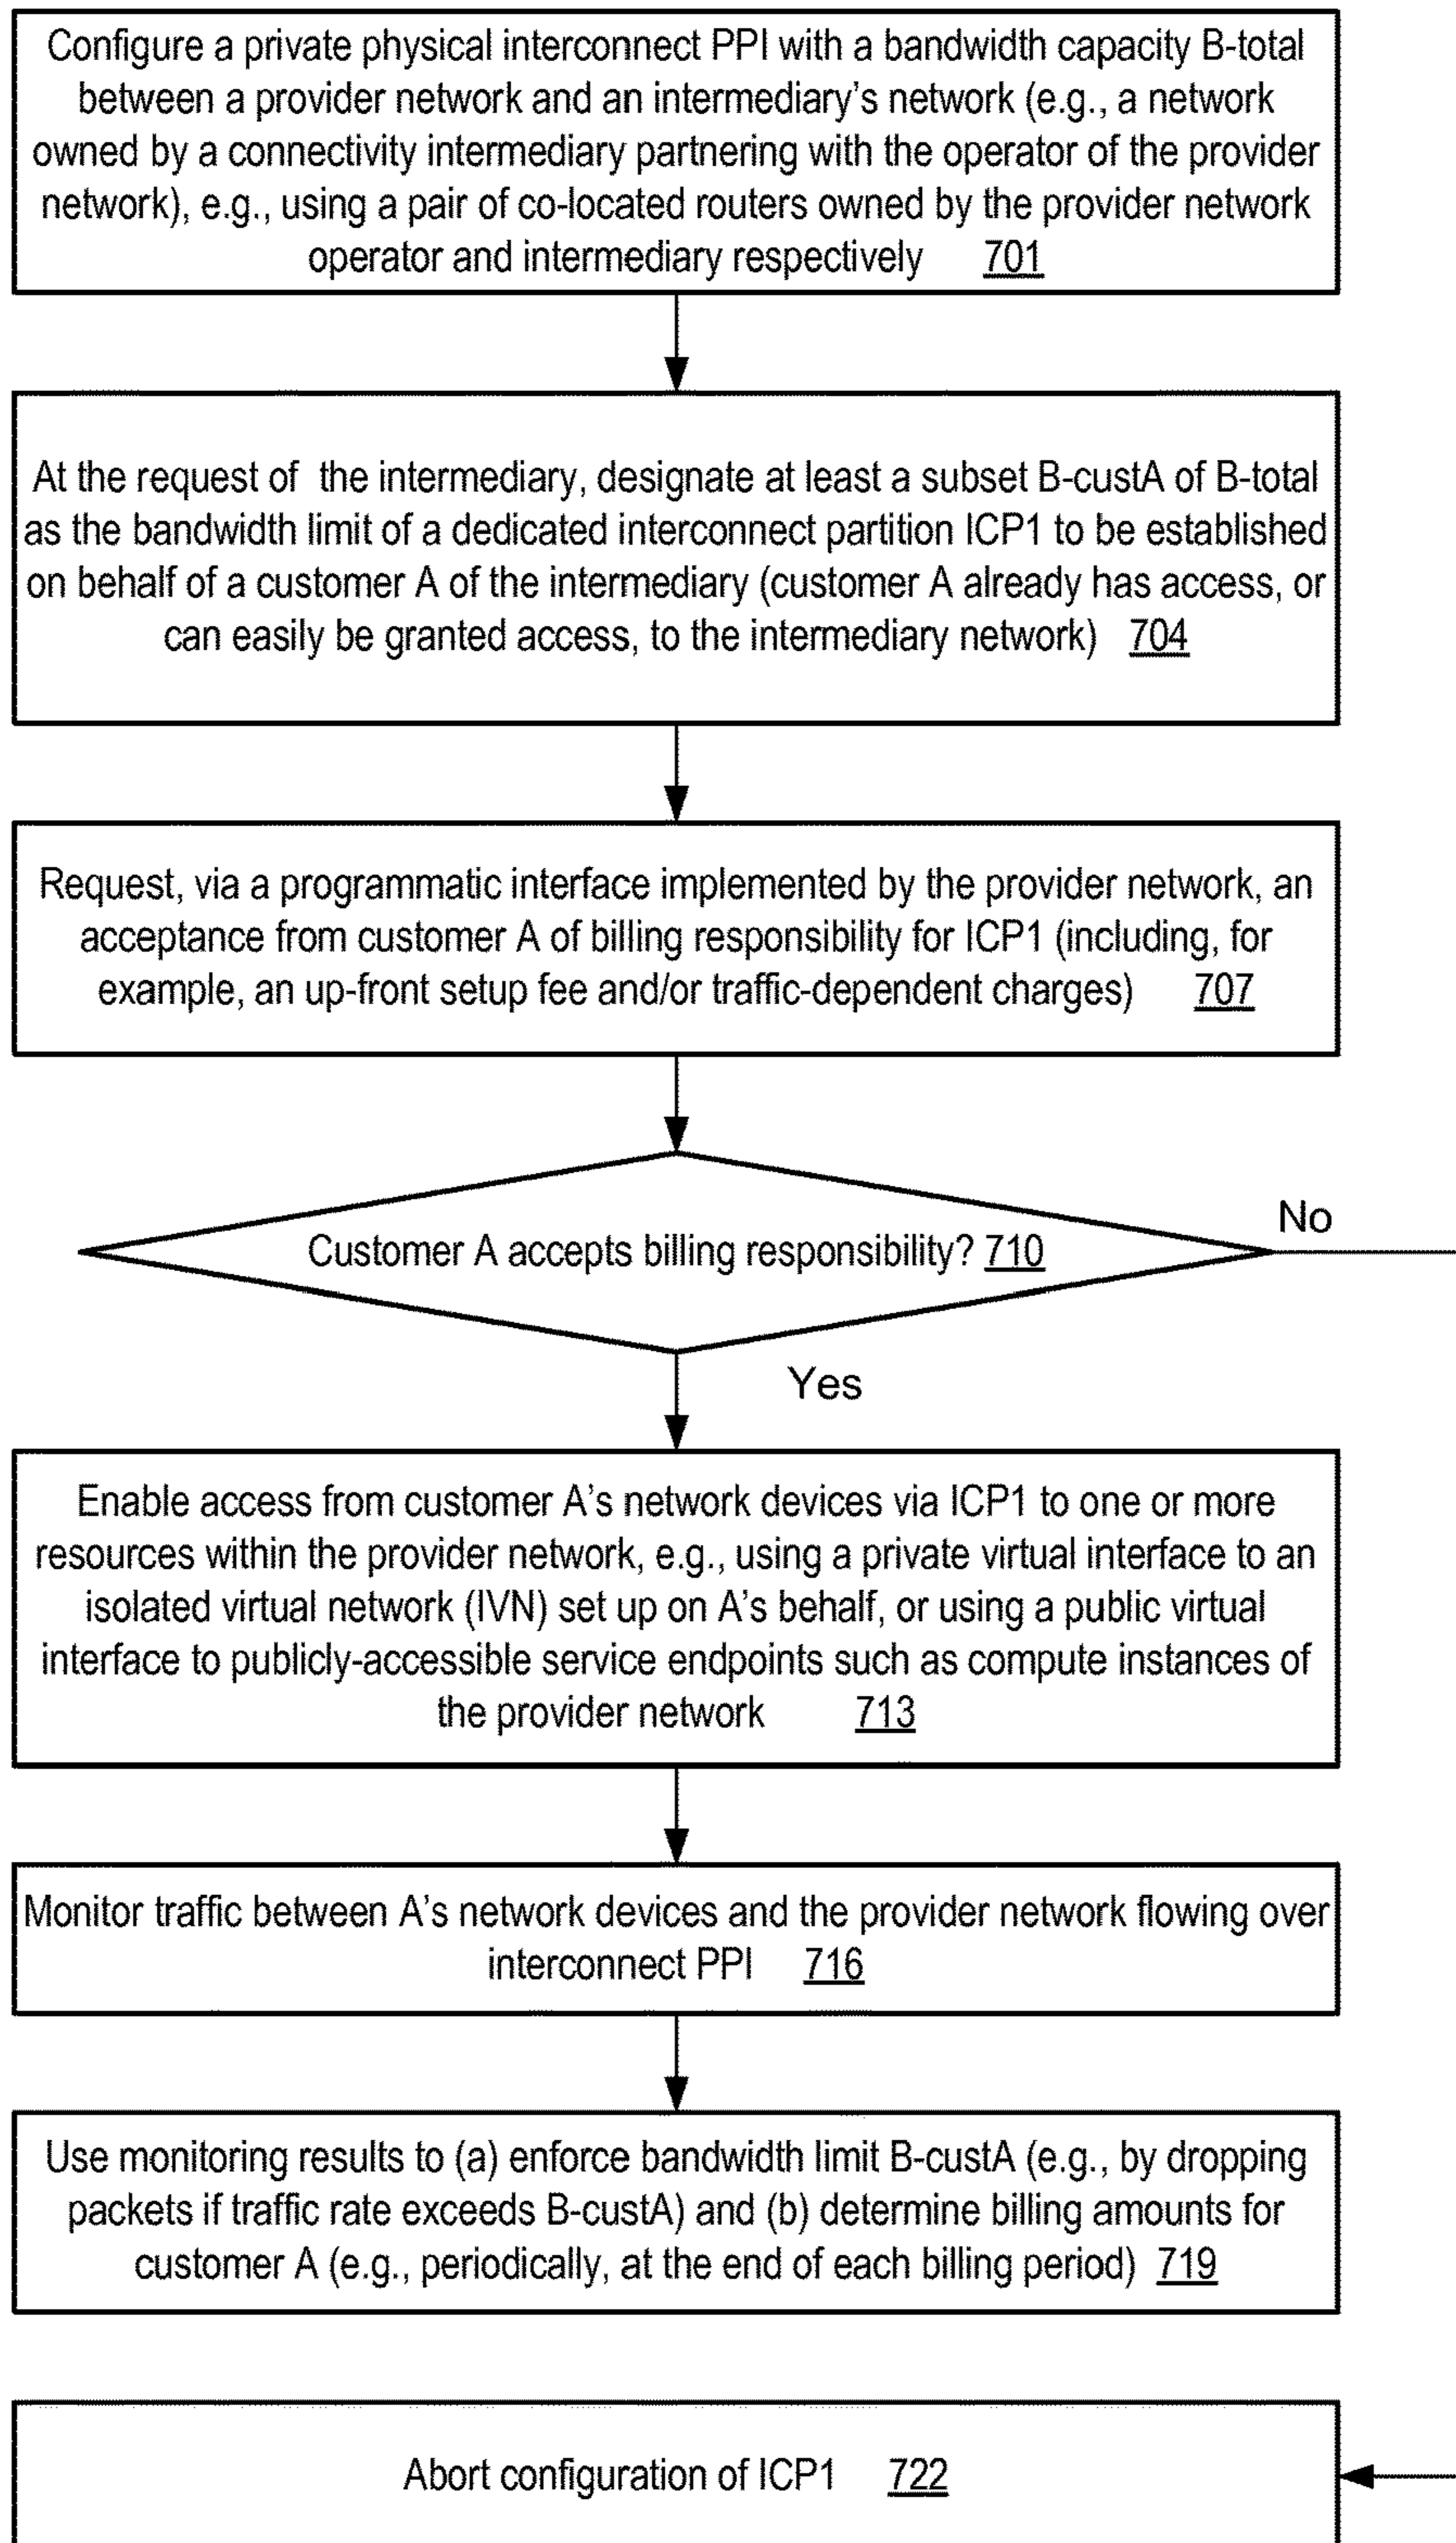 Configure a private physical interconnect PPI with a bandwidth capacity B-total
between a provider network and an intermediary’s network (e.g., a network
owned by a connectivity intermediary partnering with the operator of the provider
network), e.g., using a pair of co-located routers owned by the provider network
operator and intermediary respectively 701
At the request of the intermediary, designate at least a subset B-custA of B-total
as the bandwidth limit of a dedicated interconnect partition ICP1 to be established
on behalf of a customer A of the intermediary (customer A already has access, or
can easily be granted access, to the intermediary network) 704
Request, via a programmatic interface implemented by the provider network, an
acceptance from customer A of billing responsibility for ICP1 (including, for
example, an up-front setup fee and/or traffic-dependent charges) 707
No
Customer A accepts billing responsibility? 710
Yes
Enable access from customer A’s network devices via ICP1 to one or more
resources within the provider network, e.g., using a private virtual interface to an
isolated virtual network (IVN) set up on A’s behalf, or using a public virtual
interface to publicly-accessible service endpoints such as compute instances of
the provider network 713
Monitor traffic between A’s network devices and the provider network flowing over
interconnect PPI 716
Use monitoring results to (a) enforce bandwidth limit B-custA (e.g., by dropping
packets if traffic rate exceeds B-custA) and (b) determine billing amounts for
customer A (e.g., periodically, at the end of each billing period) 719
Abort configuration of ICP1 722